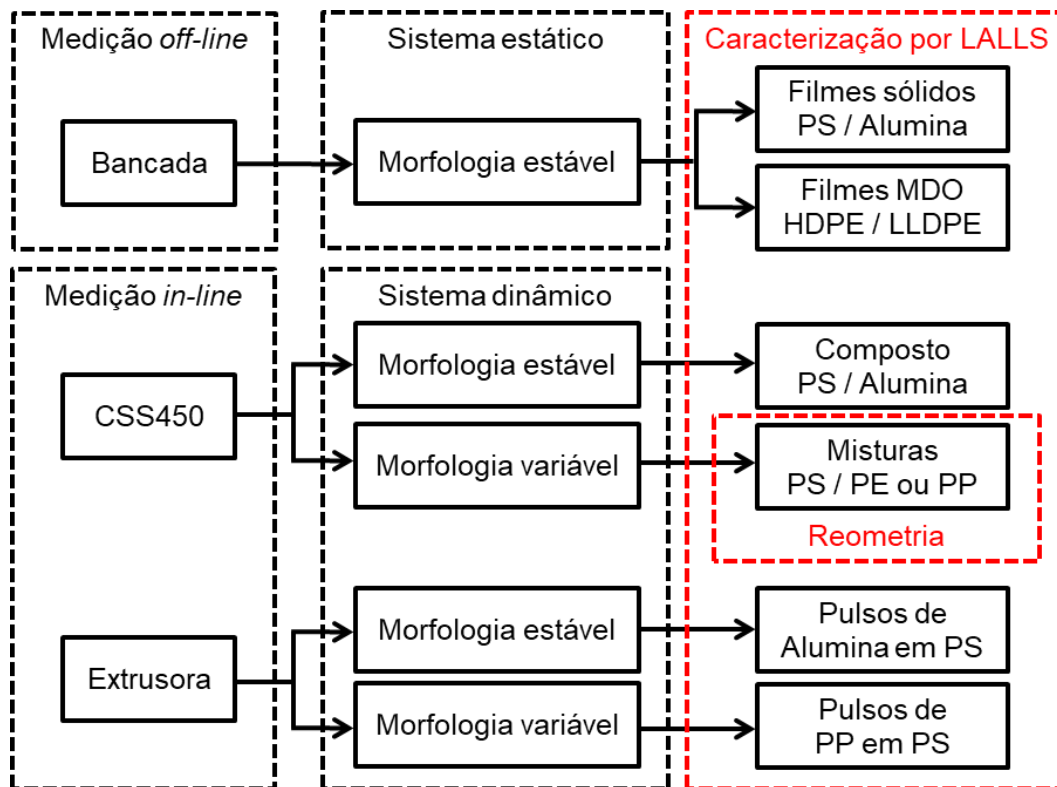 Medição off-line
Sistema estático
Caracterização por LALLS
Bancada
Morfologia estável
Filmes sólidos
PS / Alumina
Filmes MDO
HDPE / LLDPE
Medição in-line
Sistema dinâmico
CSS450
Morfologia estável
Composto
PS / Alumina
Morfologia variável
Misturas
PS / PE ou PP
Reometria
Extrusora
Morfologia estável
Pulsos de
Alumina em PS
Morfologia variável
Pulsos de
PP em PS